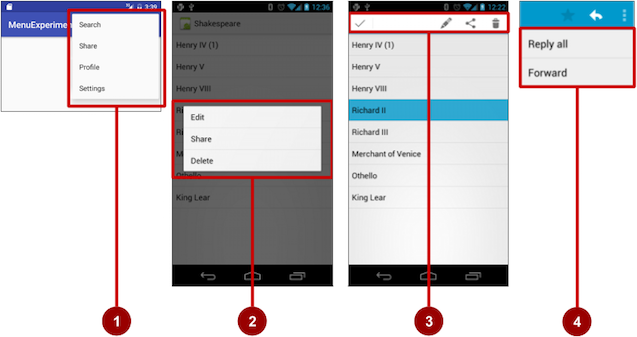 3:39
MenuExperimen
Search
Share
Profile
Settings
1
12:36
Shakespeare
Henry IV (1)
Henry V
Henry VIII
Ri
Edit
Share
Delete
Othello
King Lear
2
12:22
Henry IV (1)
Henry V
Henry VIII
Richard II
Richard III
Merchant of Venice
Othello
King Lear
3
Reply all
Forward
4